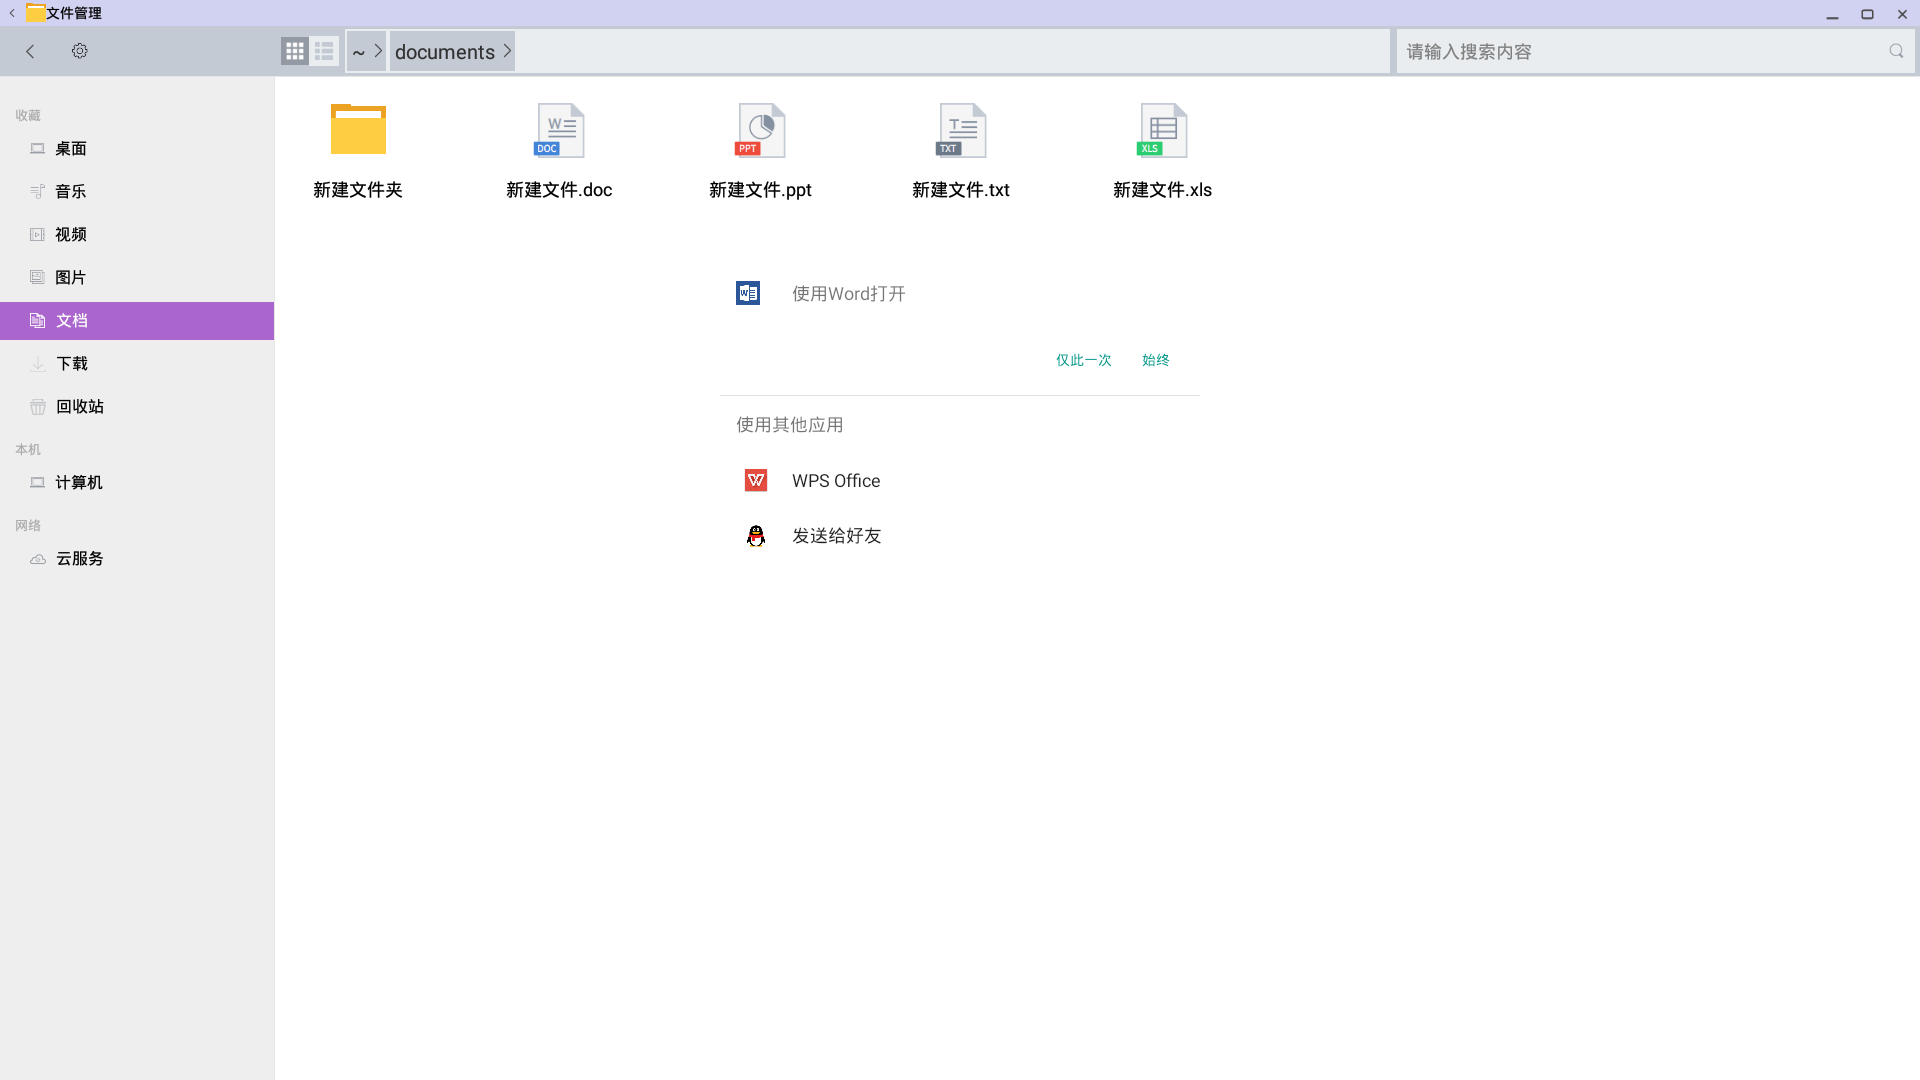 文件管理
~
documents
请输入搜索内容
收藏
桌面
音乐
视频
图片
文档
下载
回收站
本机
计算机
网络
云服务
DOC
PPT
TXT
XLS
新建文件夹
新建文件.doc
新建文件.ppt
新建文件.txt
新建文件.xls
使用Word打开
仅此一次
始终
使用其他应用
WPS Office
发送给好友